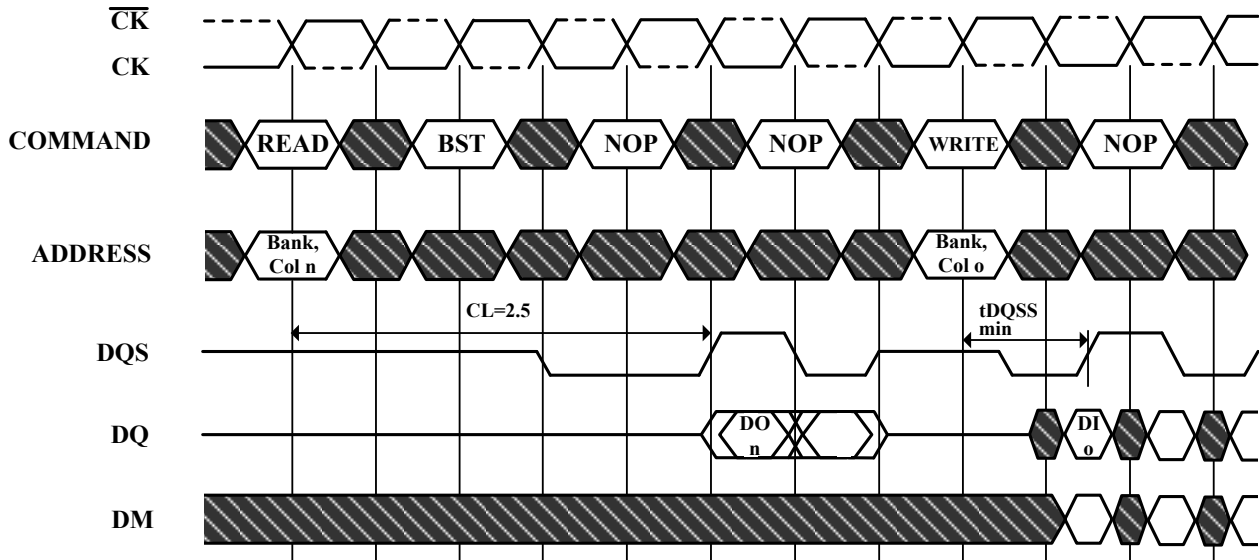 CK
CK
COMMAND
READ
BST
NOP
NOP
WRITE
NOP
ADDRESS
Bank,
Col n
Bank,
Col o
CL=2.5
tDQSS
min
DQS
DQ
DO
n
DI
o
DM